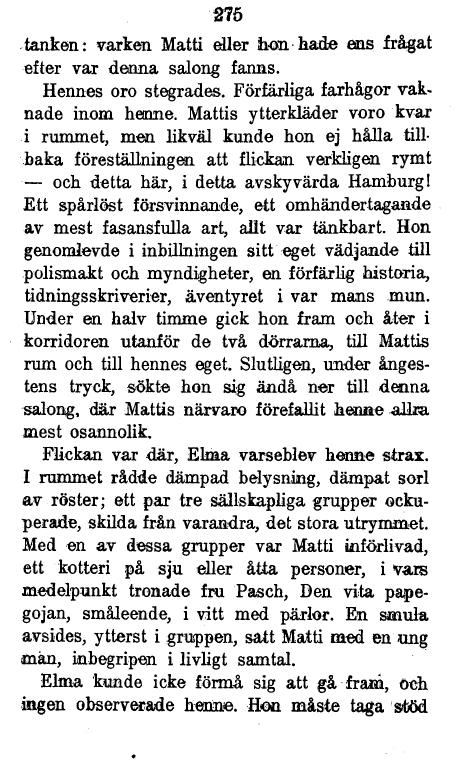 275
tanken: varken Matti eller hon hade ens frågat
efter var denna salong fanns.
Hennes oro stegrades. Förfärliga farhågor vak-
nade inom henne. Mattis ytterkläder voro kvar
i rummet, men likväl kunde hon ej hålla till-
baka föreställningen att flickan verkligen rymt
— och detta här, i detta avskyvärda Hamburg!
Ett spårlöst försvinnande, ett omhändertagande
av mest fasansfulla art, allt var tänkbart. Hon
genomlevde i inbillningen sitt eget vädjande till
polismakt och myndigheter, en förfärlig historia,
tidningsskriverier, äventyret i var mans mun.
Under en halv timme gick hon fram och åter i
korridoren utanför de två dörrarna, till Mattis
rum och till hennes eget. Slutligen, under ånges-
tens tryck, sökte hon sig ändå ner till denna
salong, där Mattis närvaro förefallit henne allra
mest osannolik.
Flickan var där, Elma varseblev henne strax.
I rummet rådde dämpad belysning, dämpat sorl
av röster; ett par tre sällskapliga grupper ocku-
perade, skilda från varandra, det stora utrymmet.
Med en av dessa grupper var Matti införlivad,
ett kotteri på sju eller åtta personer, i vars
medelpunkt tronade fru Pasch, Den vita pape-
gojan, småleende, i vitt med pärlor. En smula
avsides, ytterst i gruppen, satt Matti med en ung
man, inbegripen i livligt samtal.
Elma kunde icke förmå sig att gå fram, och
ingen observerade henne. Hon måste taga stöd